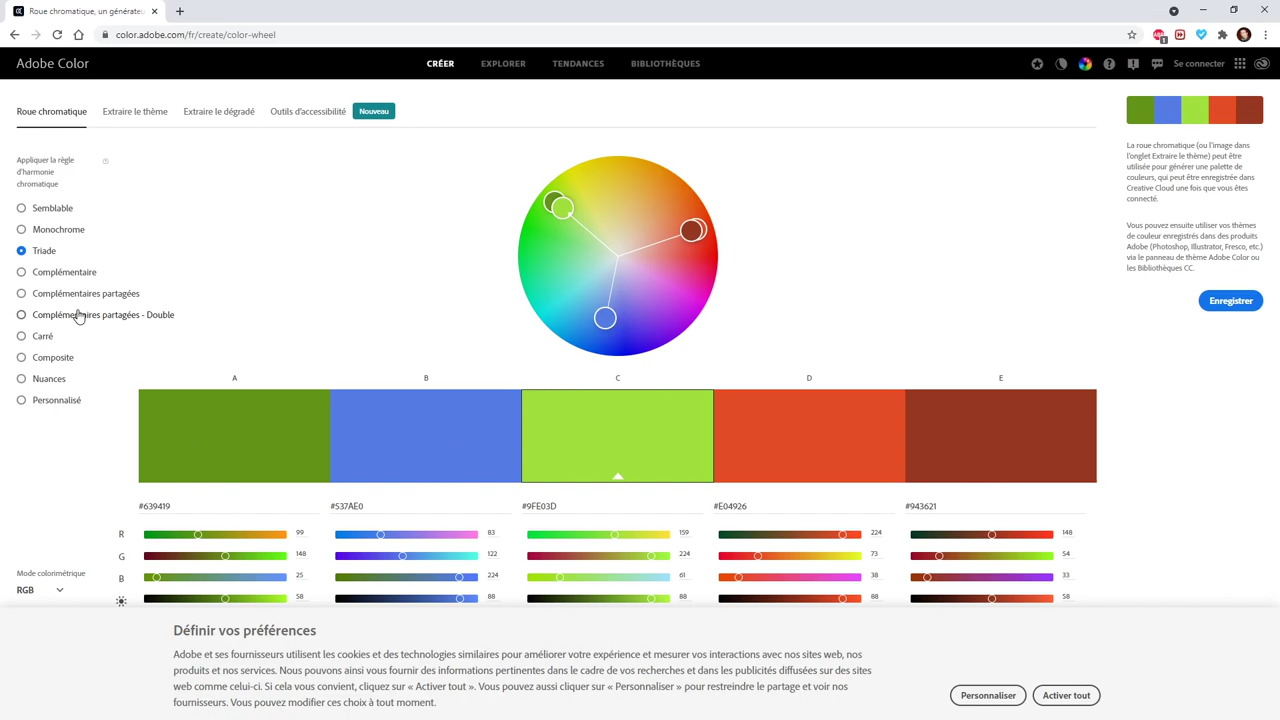 Roue chromatique, un générateu
color.adobe.com/fr/create/color-wheel
1
Adobe Color
CRÉER
EXPLORER
TENDANCES
BIBLIOTHÈQUES
Se connecter
Roue chromatique
Extraire le thème
Extraire le dégradé
Outils d'accessibilité
Nouveau
Appliquer la règle
d'harmonie
chromatique
Semblable
Monochrome
Triade
Complémentaire
Complémentaires partagées
Complémentaires partagées - Double
Carré
Composite
Nuances
Personnalisé
La roue chromatique (ou l'image dans
l'onglet Extraire le thème) peut être
utilisée pour générer une palette de
couleurs, qui peut être enregistrée dans
Creative Cloud une fois que vous êtes
connecté.
Vous pouvez ensuite utiliser vos thèmes
de couleur enregistrés dans des produits
Adobe (Photoshop, Illustrator, Fresco, etc.)
via le panneau de thème Adobe Color ou
les Bibliothèques CC.
Enregistrer
A B C D E
#639419 #537AE0 #9FE03D #E04926 #943621
R 99 83 159 224 148
G 148 122 224 73 54
B 25 224 61 38 33
58 88 88 88 58
Mode colorimétrique
RGB
Définir vos préférences
Adobe et ses fournisseurs utilisent les cookies et des technologies similaires pour améliorer votre expérience et mesurer vos interactions avec nos sites web, nos
produits et nos services. Nous pouvons ainsi vous fournir des informations pertinentes dans le cadre de vos recherches et dans les publicités diffusées sur des sites
web comme celui-ci. Si cela vous convient, cliquez sur « Activer tout ». Vous pouvez aussi cliquer sur « Personnaliser » pour restreindre le partage et voir nos
fournisseurs. Vous pouvez modifier ces choix à tout moment.
Personnaliser
Activer tout